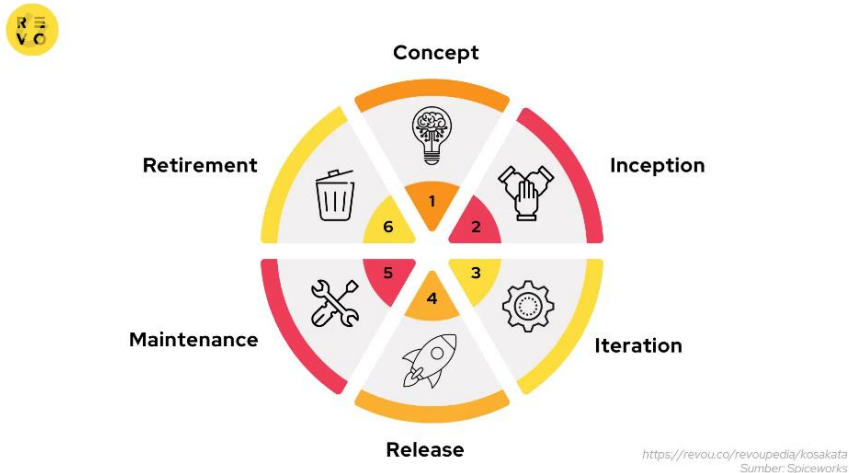 RE
VO
Concept
Retirement
Inception
1
6
2
5
3
4
Maintenance
Iteration
Release
https://revou.co/revoupedia/kosakata
Sumber: Spiceworks